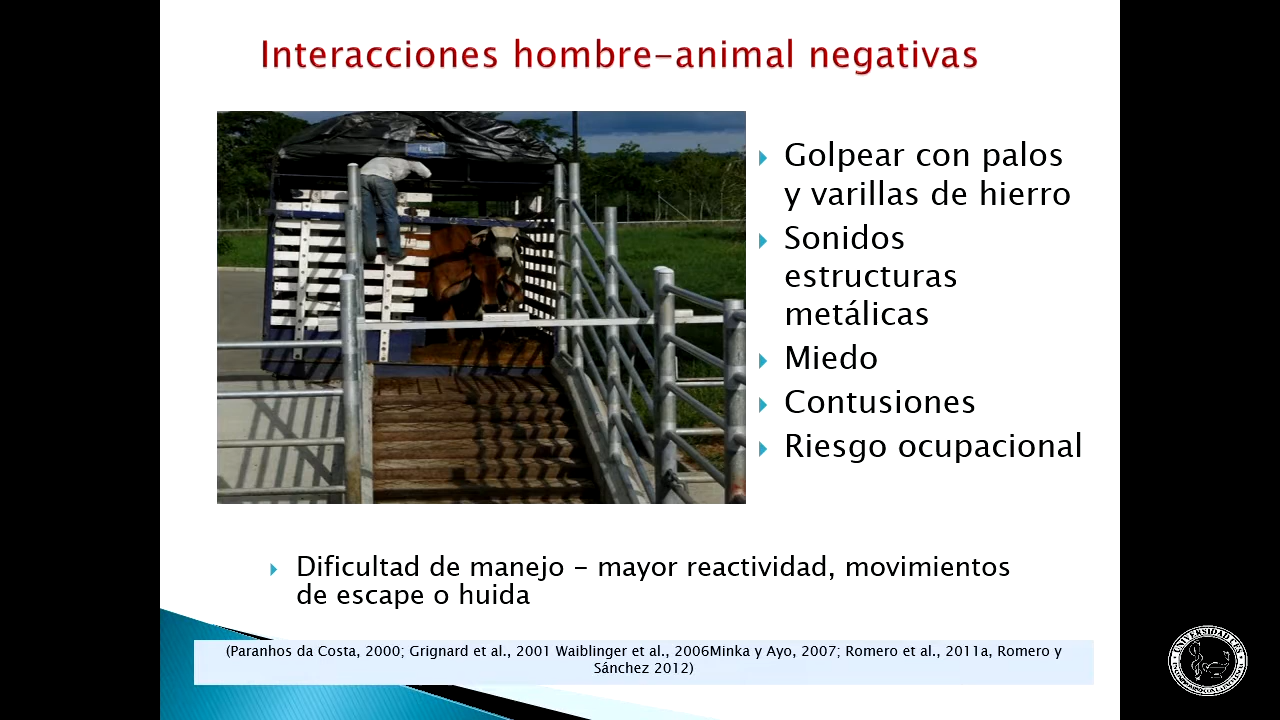 Interacciones hombre-animal negativas
Golpear con palos
y varillas de hierro
Sonidos
estructuras
metálicas
Miedo
Contusiones
Riesgo ocupacional
Dificultad de manejo - mayor reactividad, movimientos
de escape o huida
(Paranhos da Costa, 2000; Grignard et al., 2001 Waiblinger et al., 2006Minka y Ayo, 2007; Romero et al., 2011a, Romero y
Sánchez 2012)